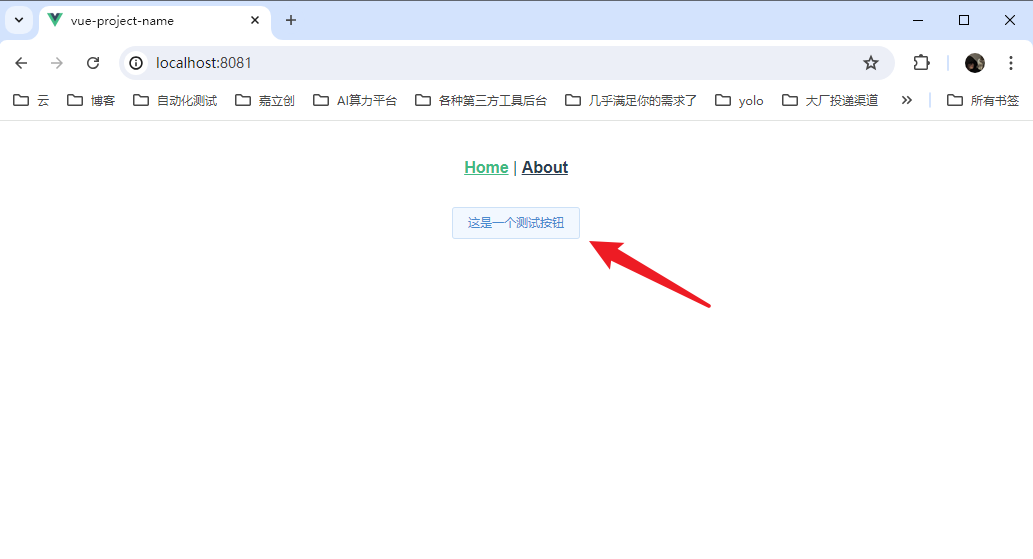 vue-project-name
localhost:8081
云 博客 自动化测试 嘉立创 AI算力平台 各种第三方工具后台 几乎满足你的需求了 yolo 大厂投递渠道 所有书签
Home | About
这是一个测试按钮